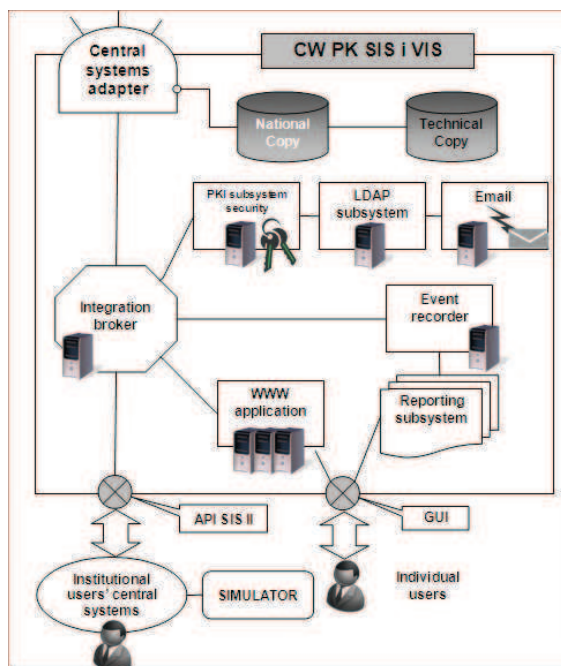 CW PK SIS i VIS
Central
systems
adapter
National
Copy
Technical
Copy
PKI subsystem
security
LDAP
subsystem
Email
Integration
broker
Event
recorder
WWW
application
Reporting
subsystem
API SIS II
GUI
Institutional
users' central
systems
SIMULATOR
Individual
users